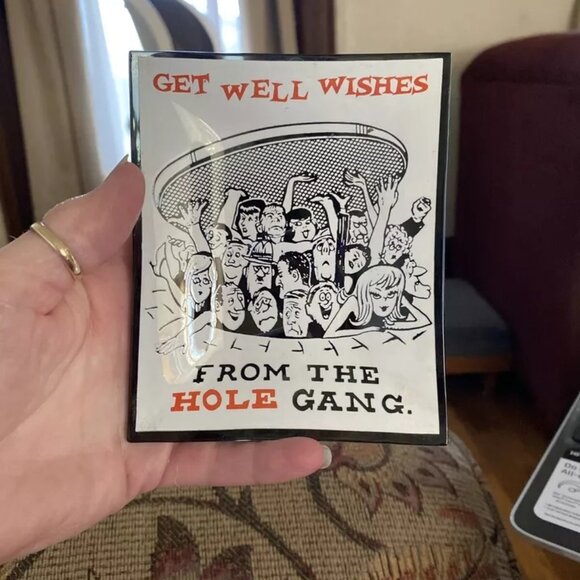 GET WELL WISHES
FROM THE
HOLE GANG.